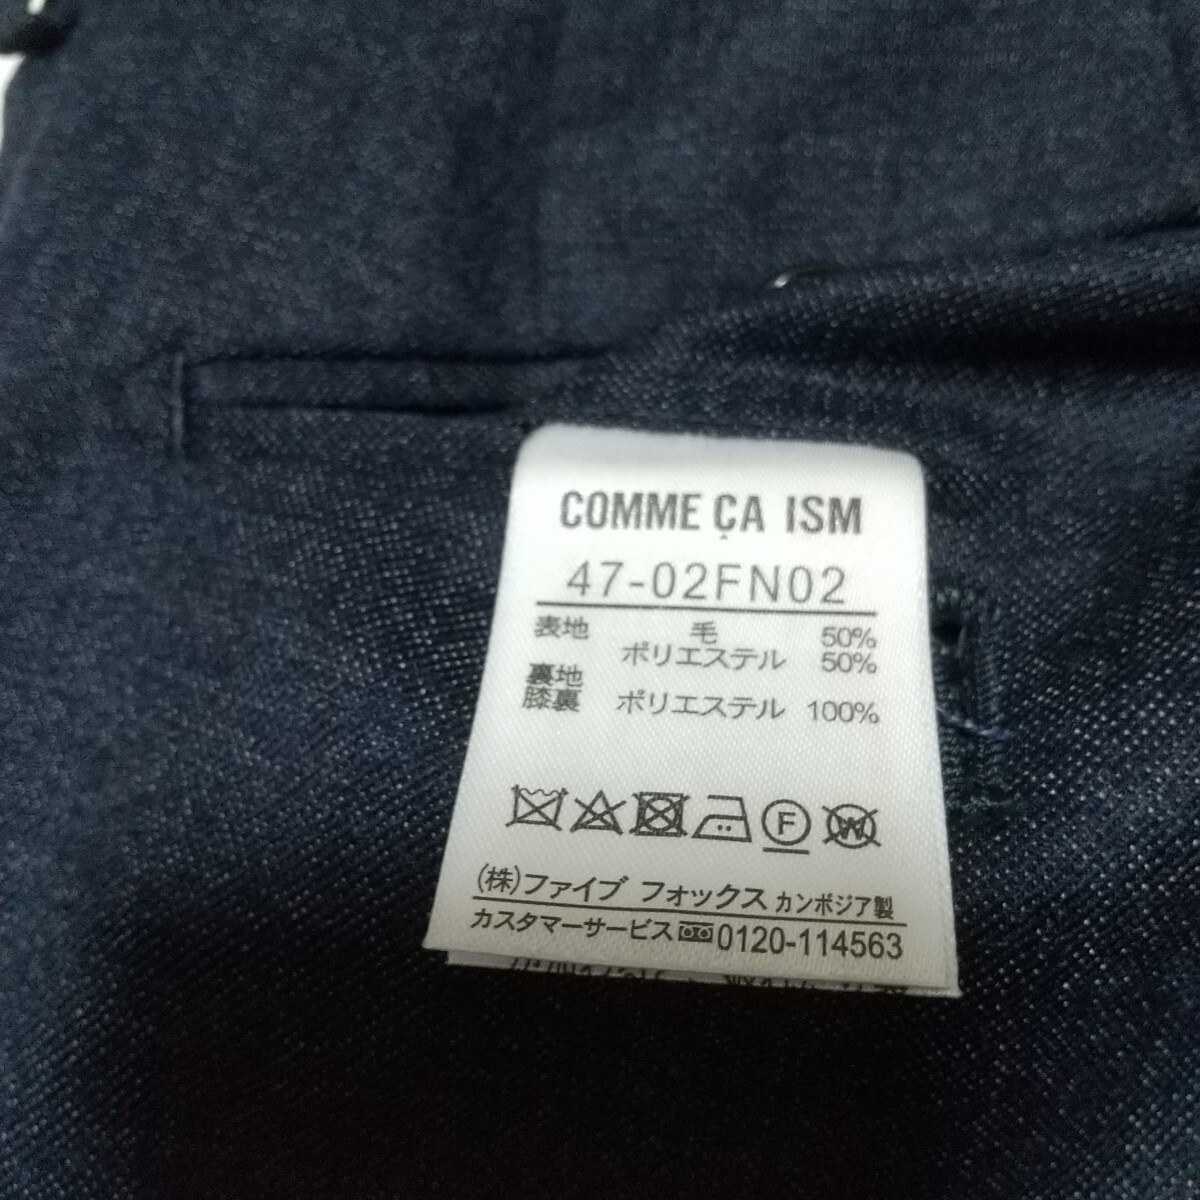 COMME ÇA ISM
47-02FN02
表地 毛 50%
ポリエステル 50%
裏地
膝裏 ポリエステル 100%
F W
(株)ファイブ フォックス カンボジア製
カスタマーサービス 0120-114563